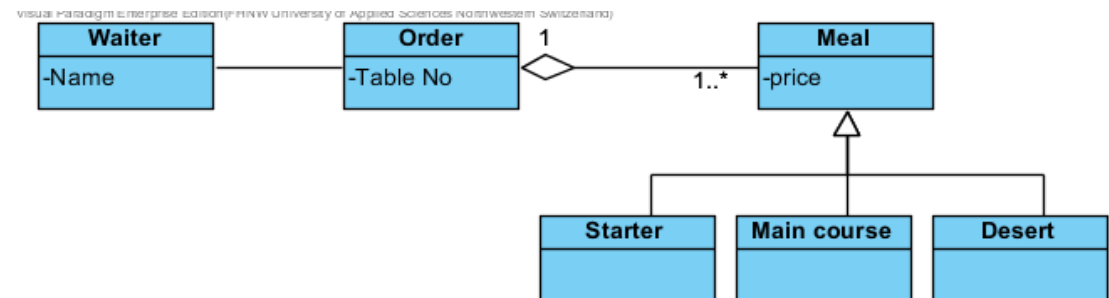 Visual Paradigm Enterprise Edition(FHNW University of Applied Sciences Northwestern Switzerland)
Waiter
-Name
Order
-Table No
1
1..*
Meal
-price
Starter
Main course
Desert